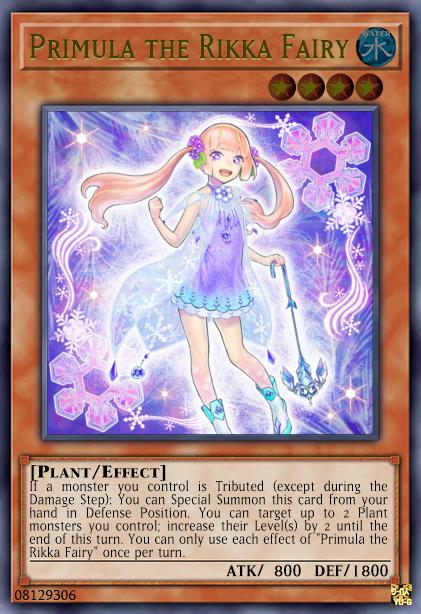 PRIMULA THE RIKKA FAIRY
WATER
水
[PLANT/EFFECT]
If a monster you control is Tributed (except during the
Damage Step): You can Special Summon this card from your
hand in Defense Position. You can target up to 2 Plant
monsters you control; increase their Level(s) by 2 until the
end of this turn. You can only use each effect of "Primula the
Rikka Fairy" once per turn.
ATK/ 800 DEF/1800
08129306